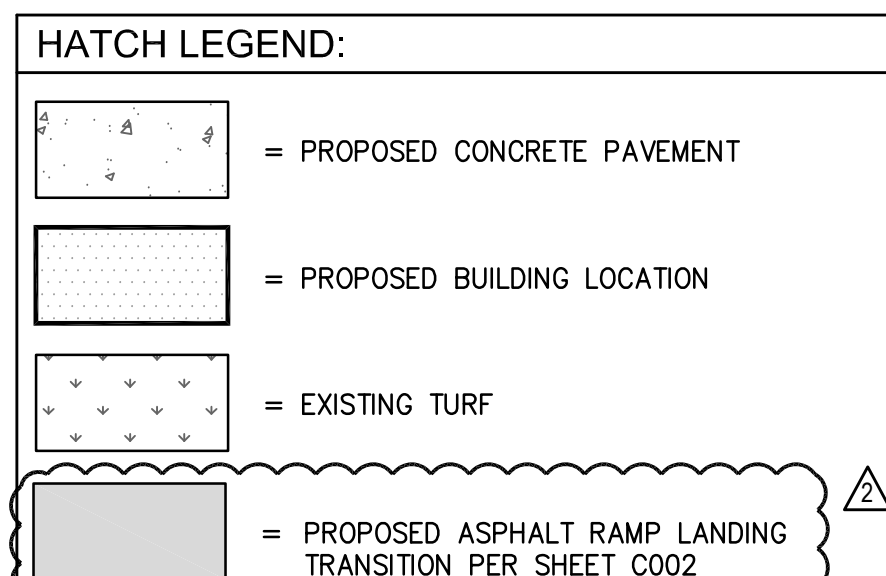 HATCH LEGEND:
= PROPOSED CONCRETE PAVEMENT
= PROPOSED BUILDING LOCATION
= EXISTING TURF
2
= PROPOSED ASPHALT RAMP LANDING
TRANSITION PER SHEET C002